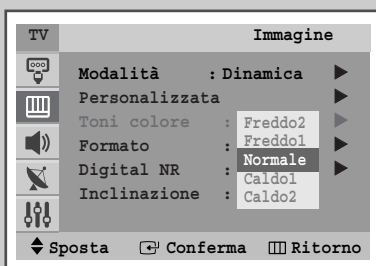 TV Immagine
Modalità : Dinamica
Personalizzata
Toni colore : Freddo2
Formato : Freddo1
Normale
Digital NR : Caldo1
Inclinazione : Caldo2
Sposta Conferma Ritorno